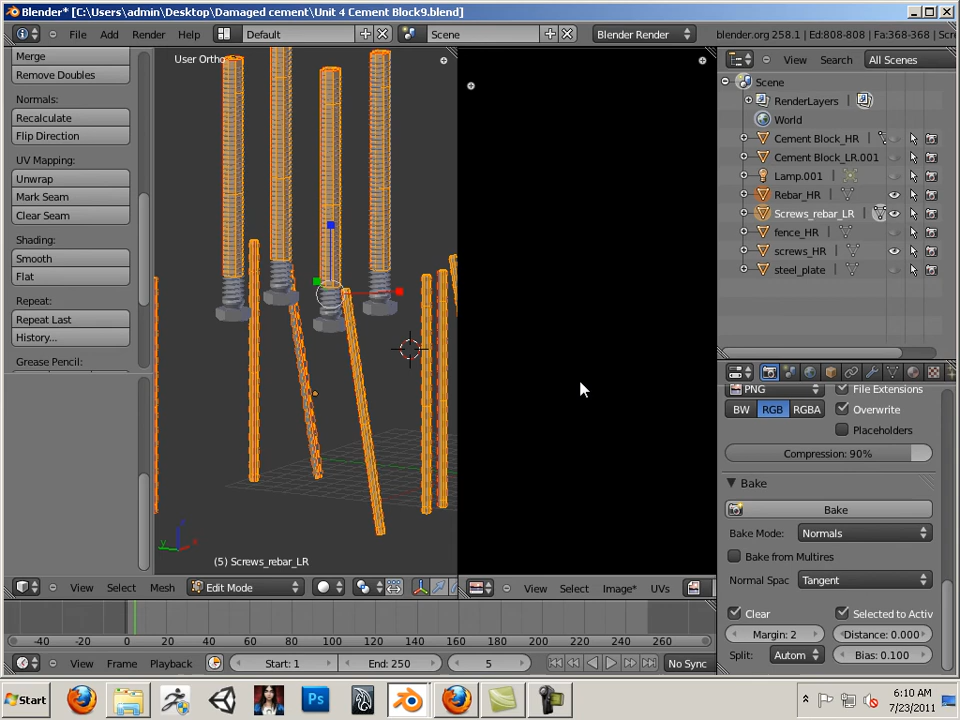 Blender* [C:\Users\admin\Desktop\Damaged cement\Unit 4 Cement Block9.blend]
File Add Render Help Default Scene Blender Render blender.org 258.1 | Ed:808-808 | Fa:368-368 | Scr
Merge
Remove Doubles
Normals:
Recalculate
Flip Direction
UV Mapping:
Unwrap
Mark Seam
Clear Seam
Shading:
Smooth
Flat
Repeat:
Repeat Last
History...
Grease Pencil:
User Ortho
(5) Screws_rebar_LR
View Select Mesh Edit Mode
View Select Image* UVs
View Search All Scenes
Scene
RenderLayers
World
Cement Block_HR
Cement Block_LR.001
Lamp.001
Rebar_HR
Screws_rebar_LR
fence_HR
screws_HR
steel_plate
PNG File Extensions
BW RGB RGBA Overwrite
Placeholders
Compression: 90%
Bake
Bake
Bake Mode: Normals
Bake from Multires
Normal Spac Tangent
Clear Selected to Activ
Margin: 2 Distance: 0.000
Split: Autom Bias: 0.100
-40 -20 0 20 40 60 80 100 120 140 160 180 200 220 240 260
View Frame Playback Start: 1 End: 250 5 No Sync
Start Ps 6:10 AM
7/23/2011